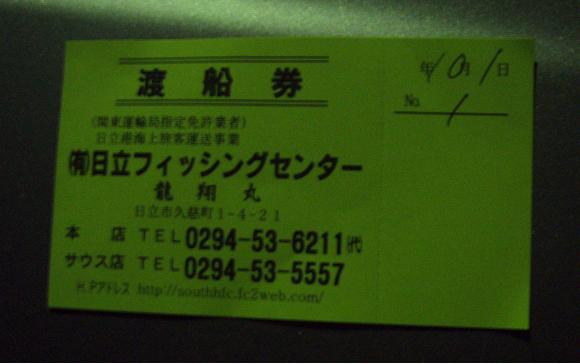 渡船券
年10月1日
No 1
(関東運輸局指定免許業者)
日立港海上旅客運送事業
(有)日立フィッシングセンター
龍翔丸
日立市久慈町1-4-21
本店 TEL 0294-53-6211(代)
サウス店 TEL 0294-53-5557
H.Pアドレス http://southhfc.fc2web.com/